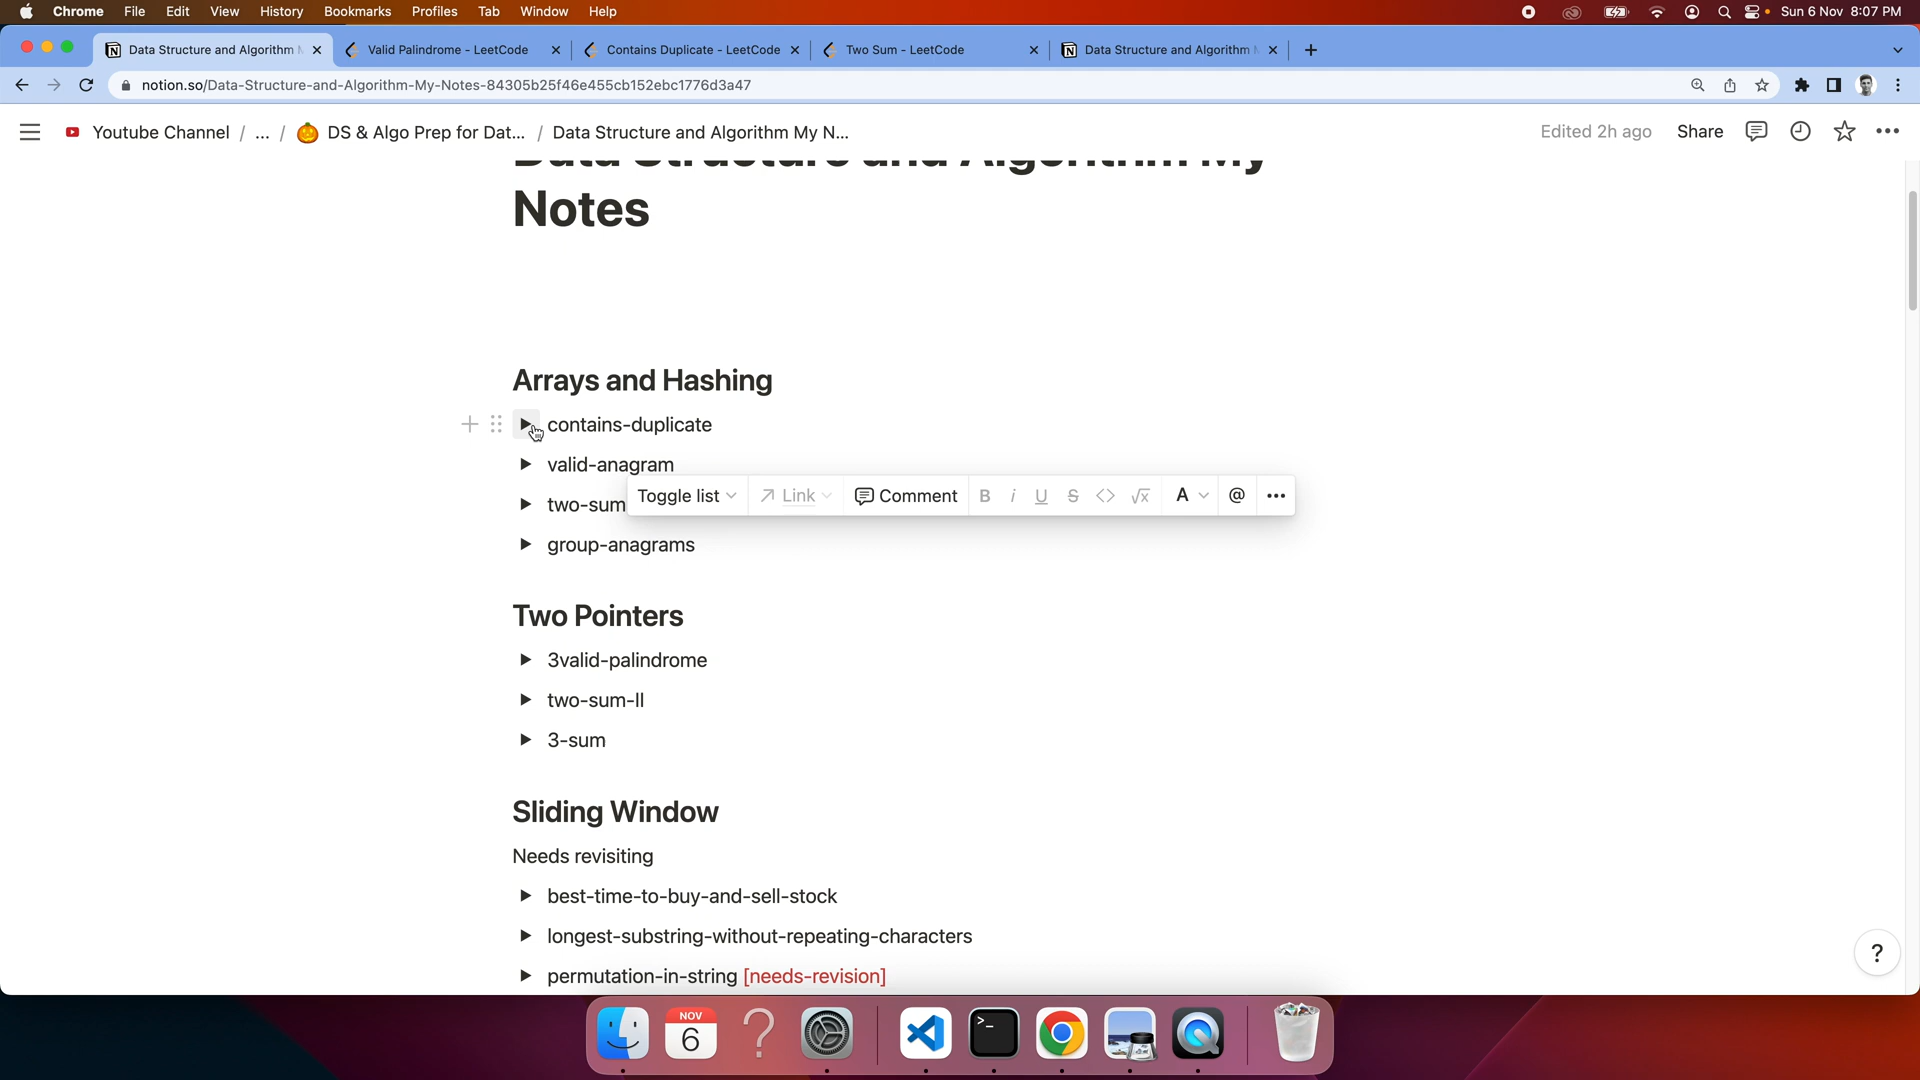 Chrome File Edit View History Bookmarks Profiles Tab Window Help Sun 6 Nov 8:07 PM
Data Structure and Algorithm M Valid Palindrome - LeetCode Contains Duplicate - LeetCode Two Sum - LeetCode Data Structure and Algorithm M
notion.so/Data-Structure-and-Algorithm-My-Notes-84305b25f46e455cb152ebc1776d3a47
Youtube Channel / ... / DS & Algo Prep for Dat... / Data Structure and Algorithm My N... Edited 2h ago Share
Data Structure and Algorithm My
Notes
Arrays and Hashing
contains-duplicate
valid-anagram
two-sum Toggle list Link Comment B i U S <> √x A @ •••
group-anagrams
Two Pointers
3valid-palindrome
two-sum-II
3-sum
Sliding Window
Needs revisiting
best-time-to-buy-and-sell-stock
longest-substring-without-repeating-characters
permutation-in-string [needs-revision]
?
NOV
6